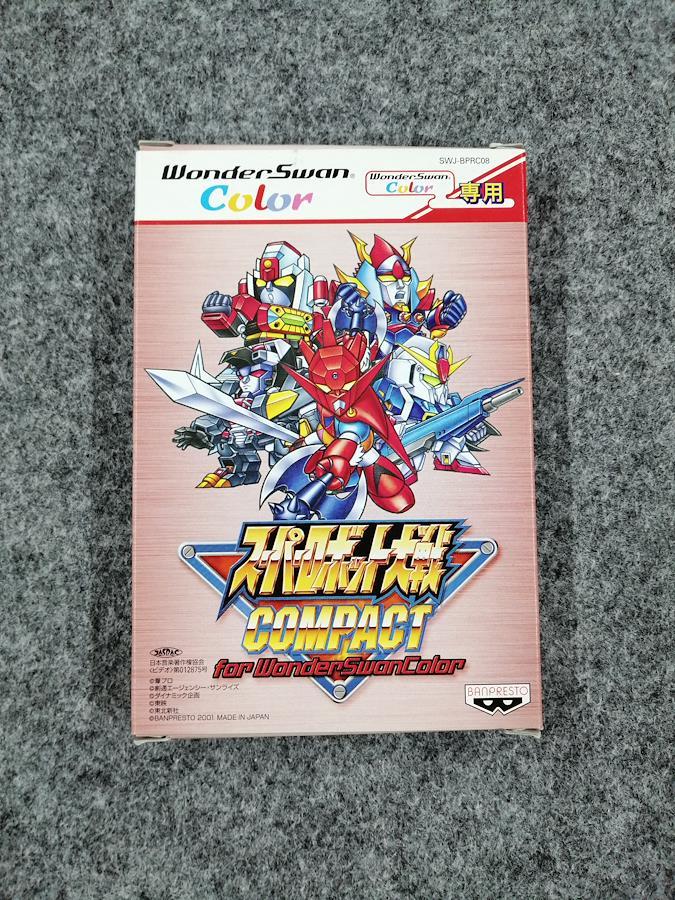 SWJ-BPRC08
WonderSwan®
Color
WonderSwan
Color
専用
スーパーロボット大戦
COMPACT
for WonderSwanColor
JASRAC
日本音楽著作権協会
<ビデオ>第012875号
©葦プロ
©創通エージェンシー・サンライズ
©ダイナミック企画
©東映
©東北新社
©BANPRESTO 2001 MADE IN JAPAN
BANPRESTO